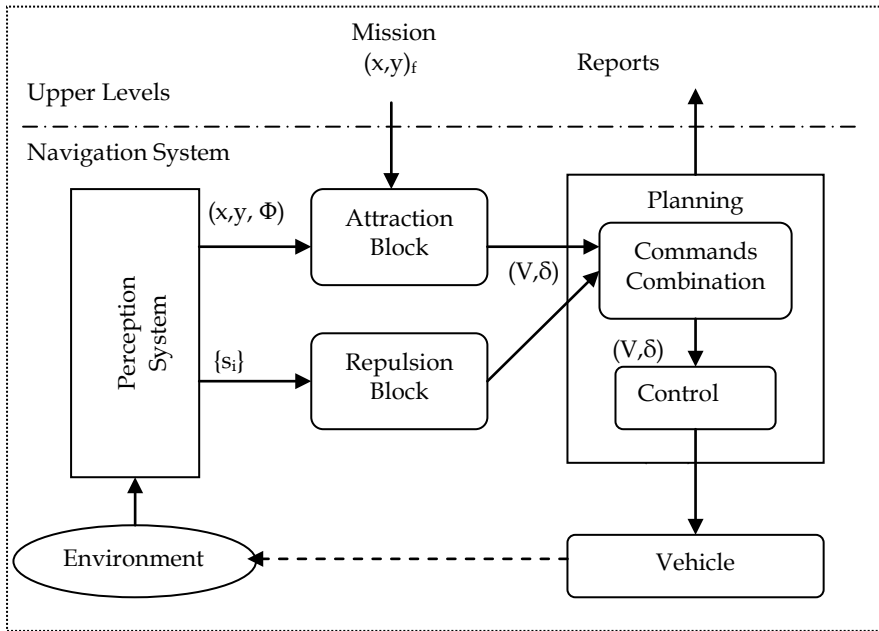 Mission
(x,y)f
Reports
Upper Levels
Navigation System
(x,y, Φ)
Attraction
Block
Planning
Commands
Combination
(V,δ)
Perception
System
{si}
Repulsion
Block
(V,δ)
Control
Environment
Vehicle